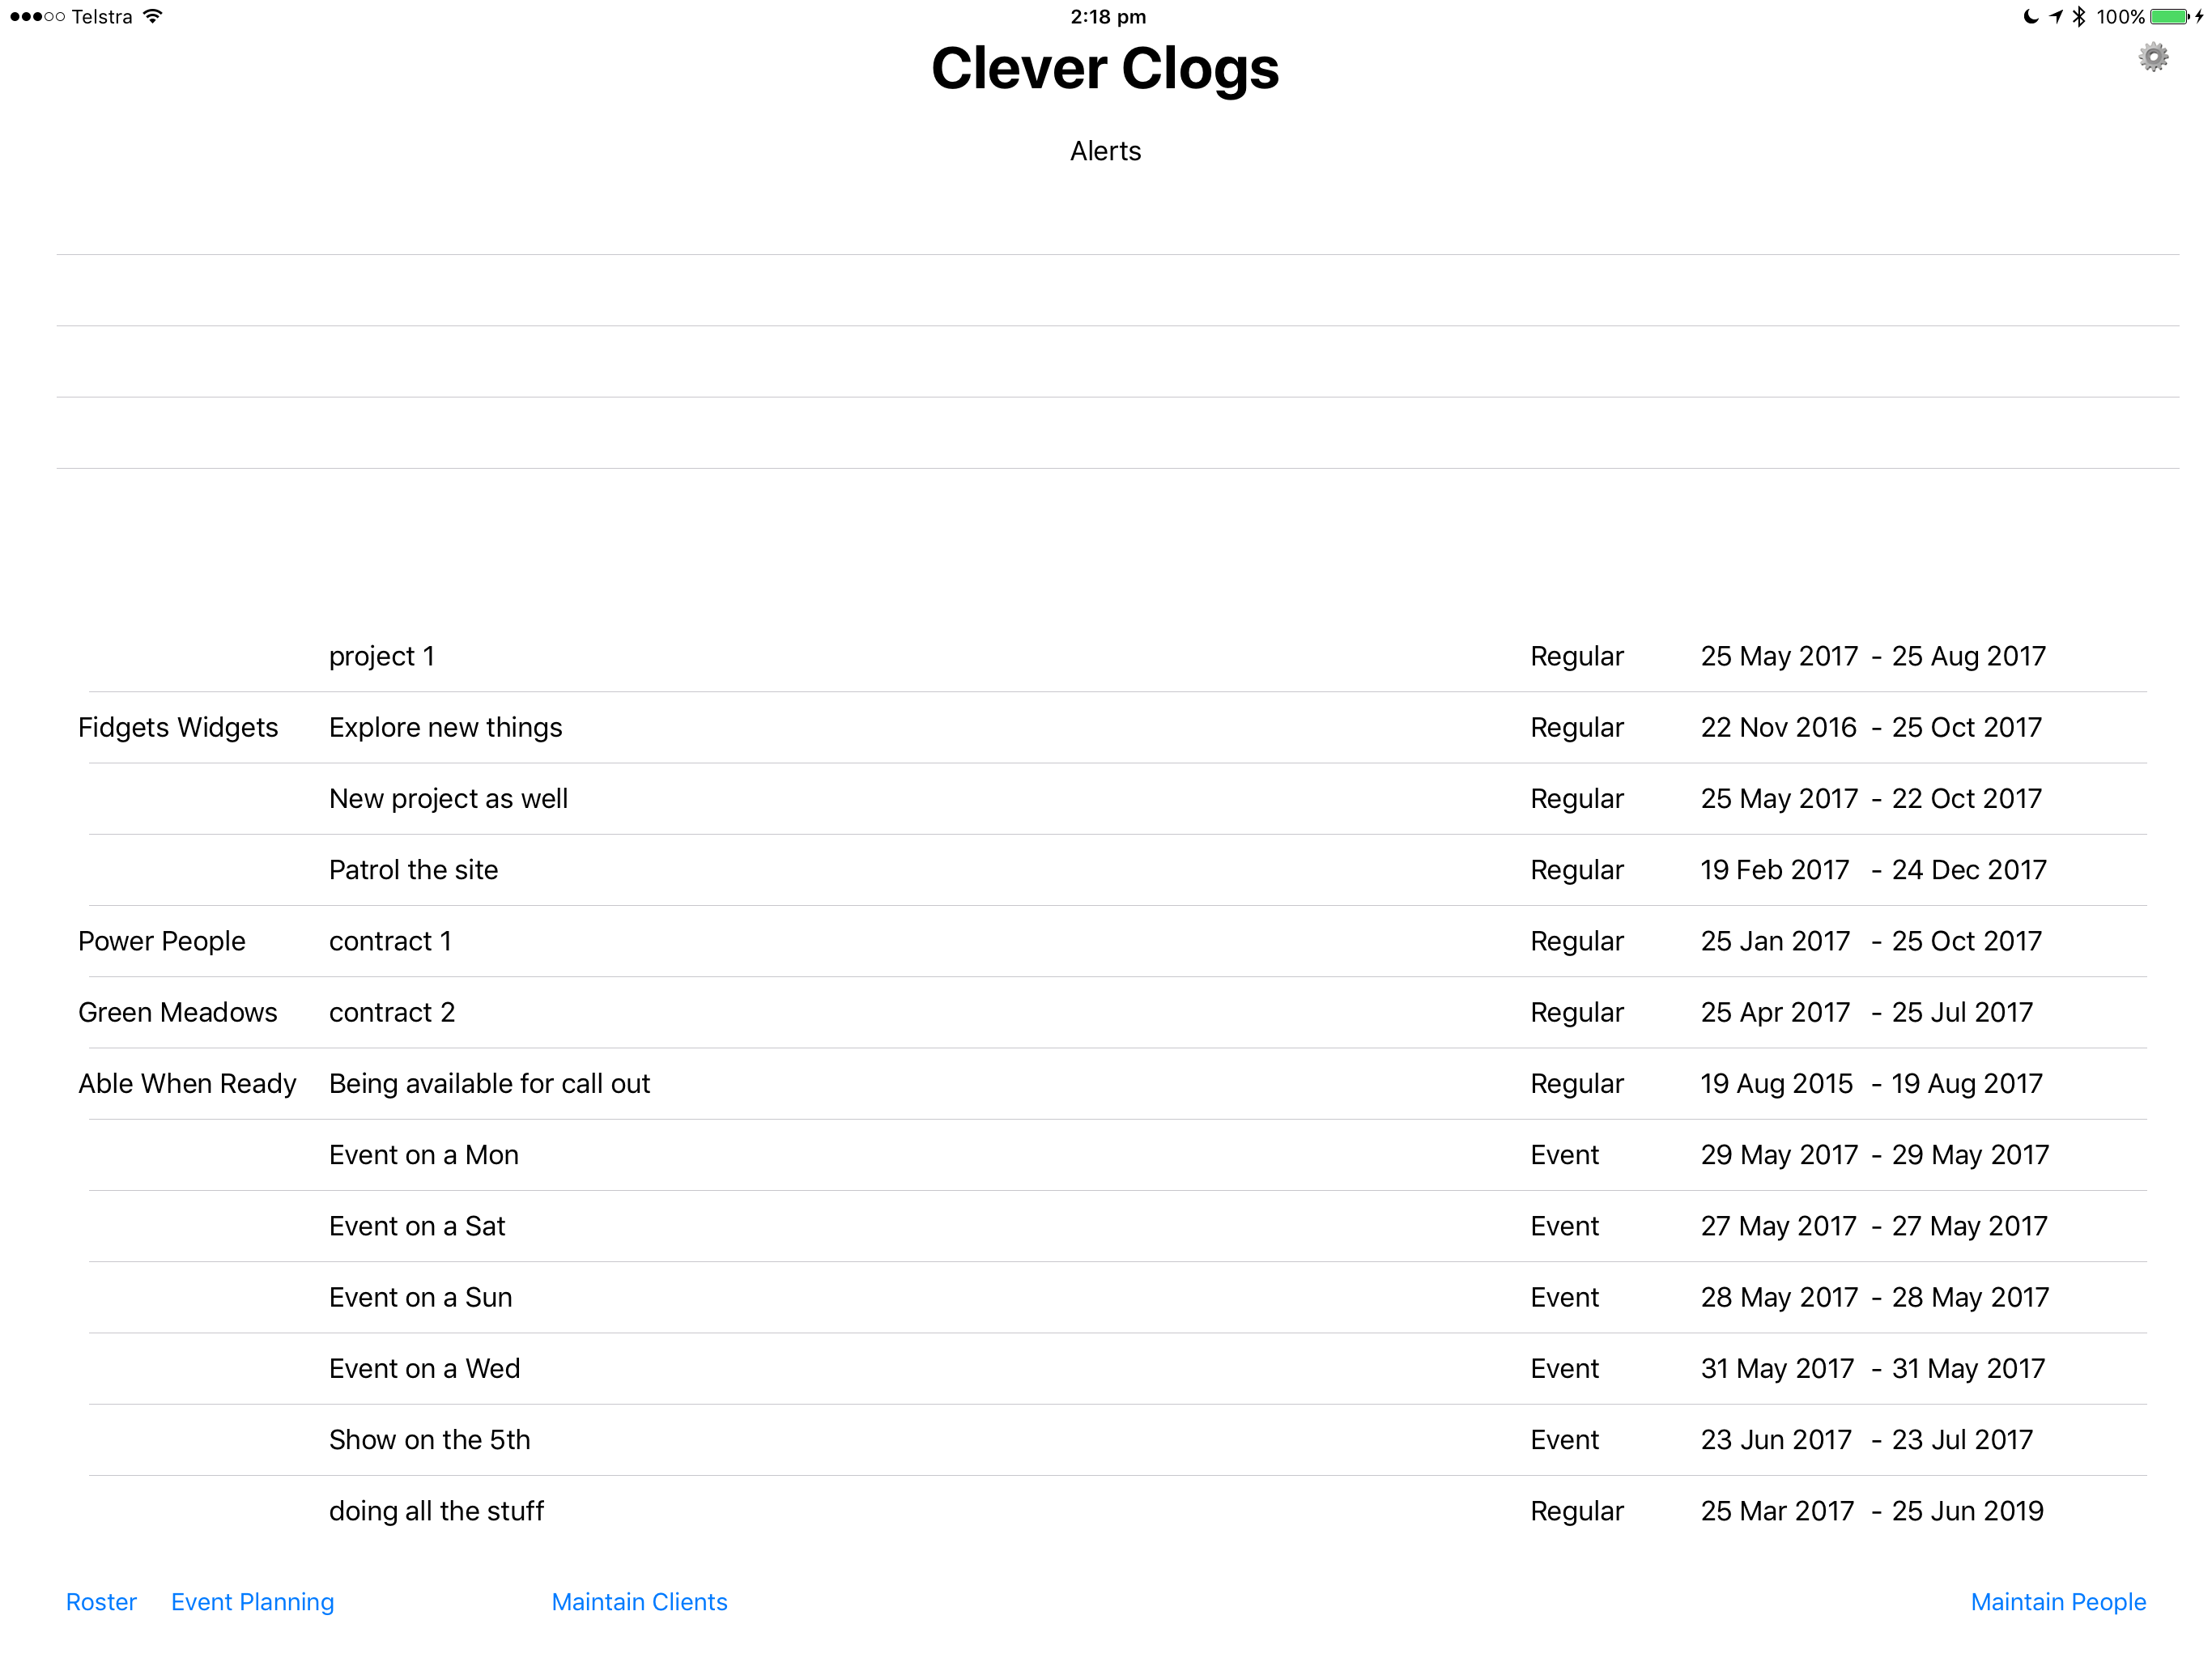 Telstra 2:18 pm 100%
Clever Clogs
Alerts
project 1 Regular 25 May 2017 - 25 Aug 2017
Fidgets Widgets Explore new things Regular 22 Nov 2016 - 25 Oct 2017
New project as well Regular 25 May 2017 - 22 Oct 2017
Patrol the site Regular 19 Feb 2017 - 24 Dec 2017
Power People contract 1 Regular 25 Jan 2017 - 25 Oct 2017
Green Meadows contract 2 Regular 25 Apr 2017 - 25 Jul 2017
Able When Ready Being available for call out Regular 19 Aug 2015 - 19 Aug 2017
Event on a Mon Event 29 May 2017 - 29 May 2017
Event on a Sat Event 27 May 2017 - 27 May 2017
Event on a Sun Event 28 May 2017 - 28 May 2017
Event on a Wed Event 31 May 2017 - 31 May 2017
Show on the 5th Event 23 Jun 2017 - 23 Jul 2017
doing all the stuff Regular 25 Mar 2017 - 25 Jun 2019
Roster Event Planning Maintain Clients Maintain People